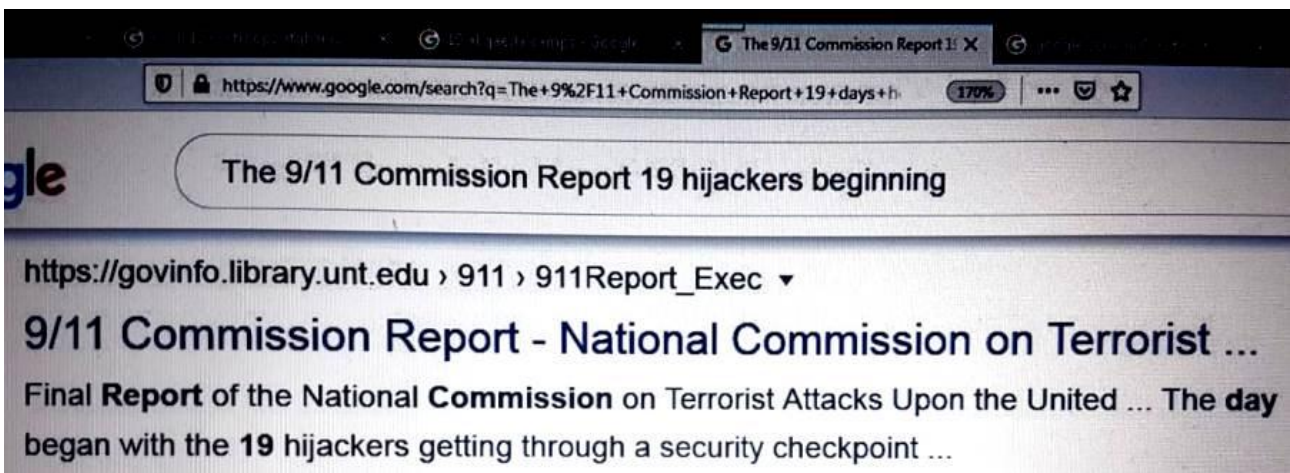 The 9/11 Commission Report 1
https://www.google.com/search?q=The+9%2F11+Commission+Report+19+days+h
170%
gle
The 9/11 Commission Report 19 hijackers beginning
https://govinfo.library.unt.edu › 911 › 911Report_Exec
9/11 Commission Report - National Commission on Terrorist ...
Final Report of the National Commission on Terrorist Attacks Upon the United ... The day
began with the 19 hijackers getting through a security checkpoint ...